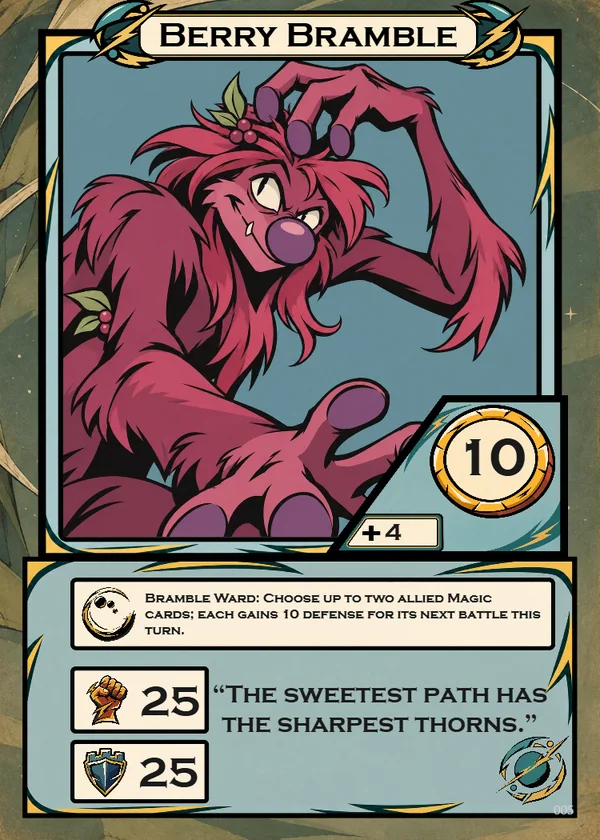 Berry Bramble
10
+4
Bramble Ward: Choose up to two allied Magic
cards; each gains 10 defense for its next battle this
turn.
25
“The sweetest path has
the sharpest thorns.”
25
005